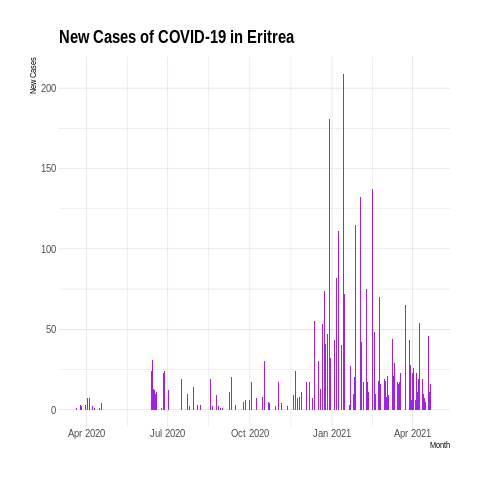 New Cases of COVID-19 in Eritrea
New Cases
200
150
100
50
0
Apr 2020 Jul 2020 Oct 2020 Jan 2021 Apr 2021
Month